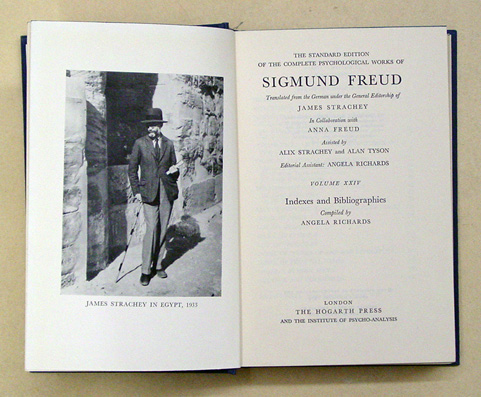 JAMES STRACHEY IN EGYPT, 1933
THE STANDARD EDITION
OF THE COMPLETE PSYCHOLOGICAL WORKS OF
SIGMUND FREUD
Translated from the German under the General Editorship of
JAMES STRACHEY
In Collaboration with
ANNA FREUD
Assisted by
ALIX STRACHEY and ALAN TYSON
Editorial Assistant: ANGELA RICHARDS
VOLUME XXIV
Indexes and Bibliographies
Compiled by
ANGELA RICHARDS
LONDON
THE HOGARTH PRESS
AND THE INSTITUTE OF PSYCHO-ANALYSIS